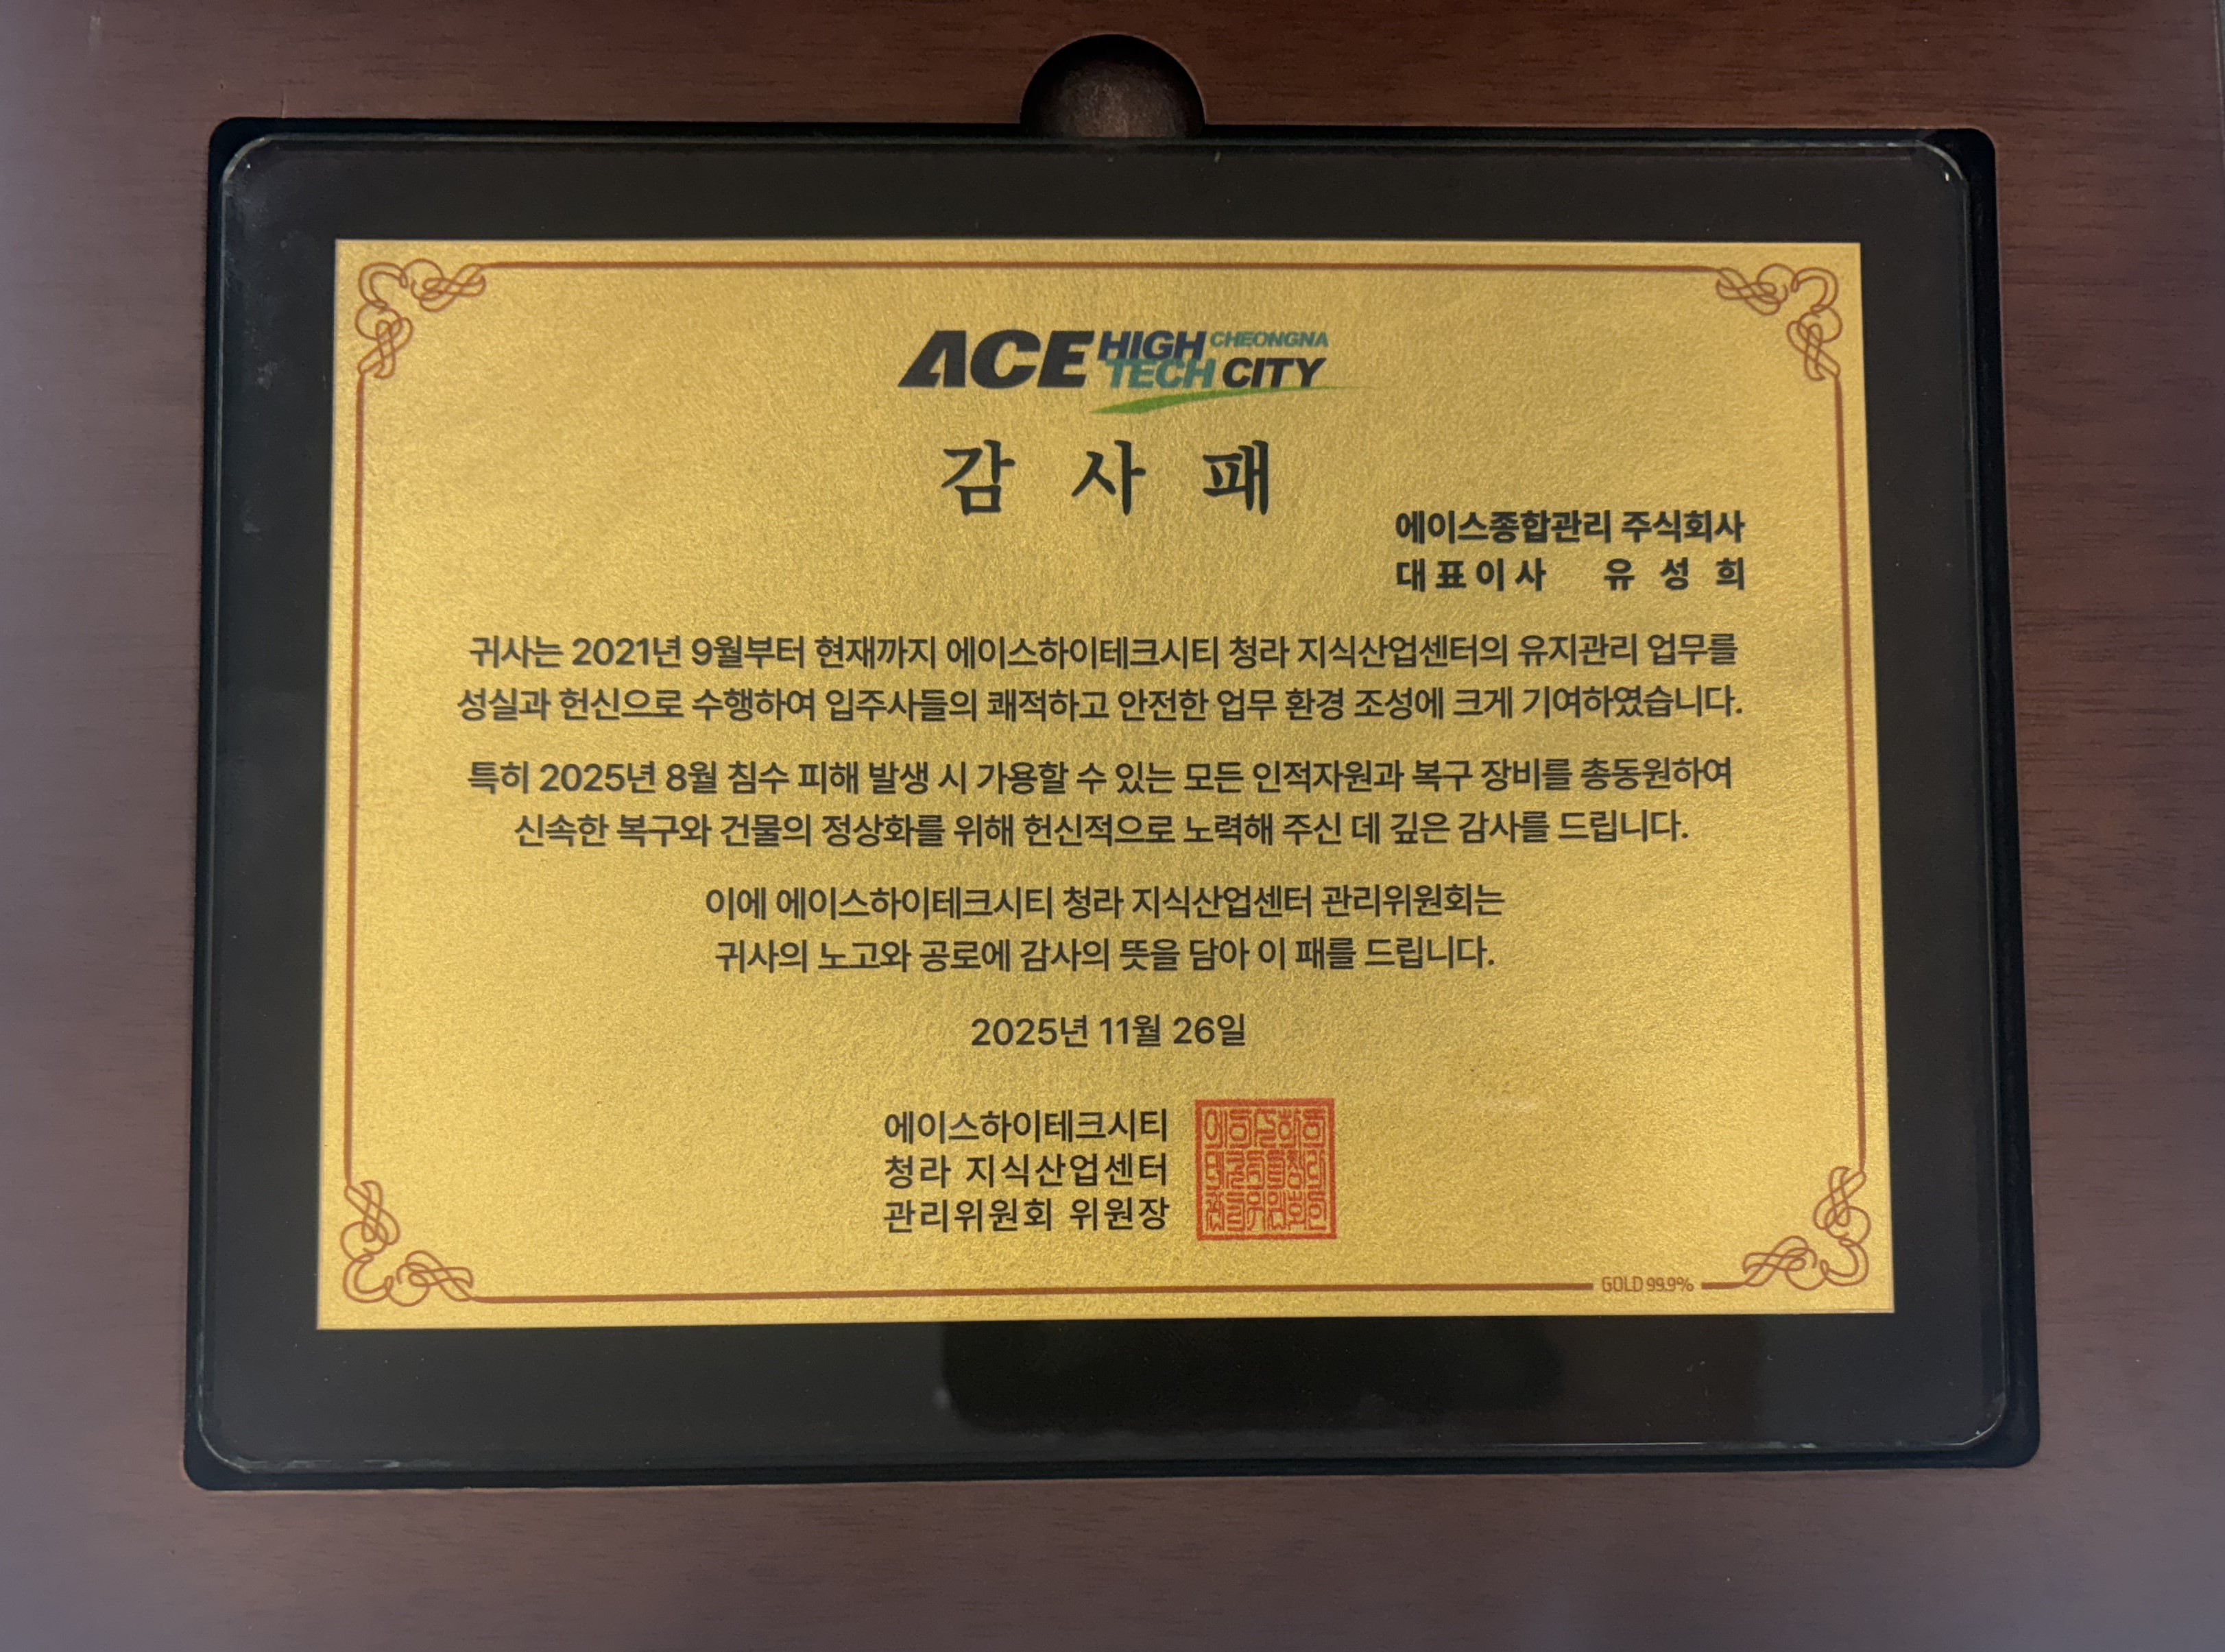 ACE HIGH TECH CHEONGNA CITY
감 사 패
에이스종합관리 주식회사
대표이사 유 성 희
귀사는 2021년 9월부터 현재까지 에이스하이테크시티 청라 지식산업센터의 유지관리 업무를
성실과 헌신으로 수행하여 입주사들의 쾌적하고 안전한 업무 환경 조성에 크게 기여하였습니다.
특히 2025년 8월 침수 피해 발생 시 가용할 수 있는 모든 인적자원과 복구 장비를 총동원하여
신속한 복구와 건물의 정상화를 위해 헌신적으로 노력해 주신 데 깊은 감사를 드립니다.
이에 에이스하이테크시티 청라 지식산업센터 관리위원회는
귀사의 노고와 공로에 감사의 뜻을 담아 이 패를 드립니다.
2025년 11월 26일
에이스하이테크시티
청라 지식산업센터
관리위원회 위원장
GOLD 99.9%